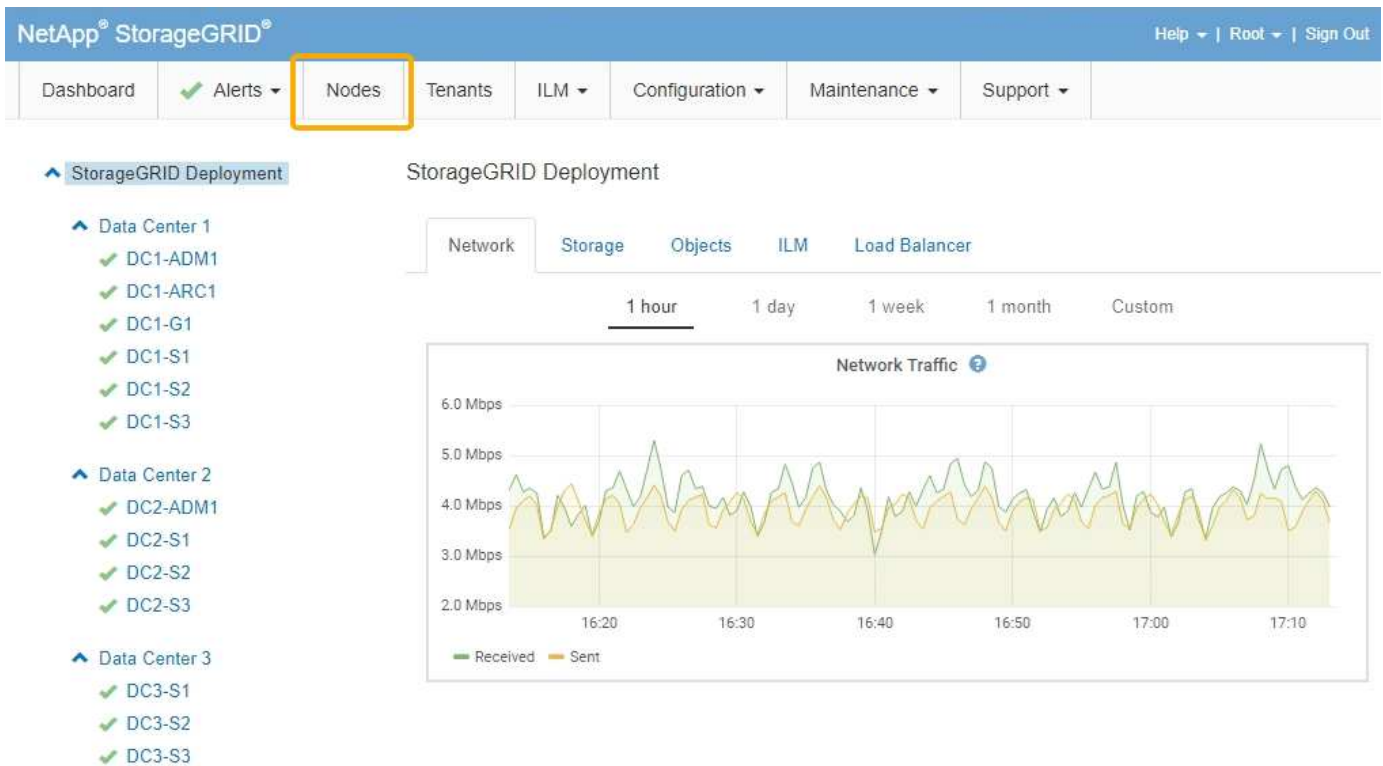 NetApp® StorageGRID®
Help | Root | Sign Out
Dashboard Alerts Nodes Tenants ILM Configuration Maintenance Support
StorageGRID Deployment
Data Center 1
DC1-ADM1
DC1-ARC1
DC1-G1
DC1-S1
DC1-S2
DC1-S3
Data Center 2
DC2-ADM1
DC2-S1
DC2-S2
DC2-S3
Data Center 3
DC3-S1
DC3-S2
DC3-S3
StorageGRID Deployment
Network Storage Objects ILM Load Balancer
1 hour 1 day 1 week 1 month Custom
Network Traffic ?
6.0 Mbps
5.0 Mbps
4.0 Mbps
3.0 Mbps
2.0 Mbps
16:20 16:30 16:40 16:50 17:00 17:10
Received Sent